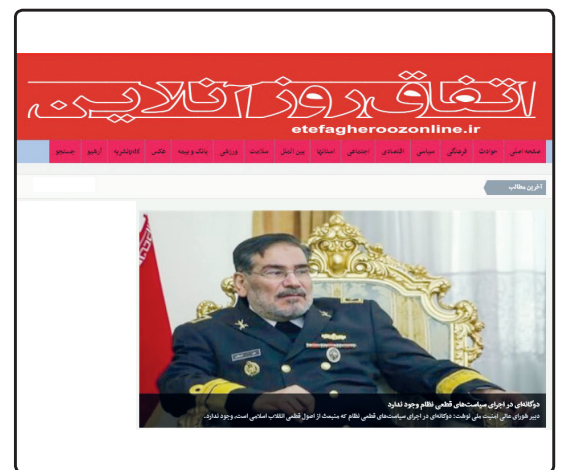 اتفاق روز آنلاین
etefagheroozonline.ir
صفحه اصلی حوادث فرهنگی سیاسی اقتصادی اجتماعی استانها بین الملل سلامت ورزشی بانک و بیمه عکس pdfنشریه آرشیو جستجو
آخرین مطالب
دوگانه‌ای در اجرای سیاست‌های قطعی نظام وجود ندارد
دبیر شورای عالی امنیت ملی نوشت: دوگانه‌ای در اجرای سیاست‌های قطعی نظام که منبعث از اصول قطعی انقلاب اسلامی است، وجود ندارد.